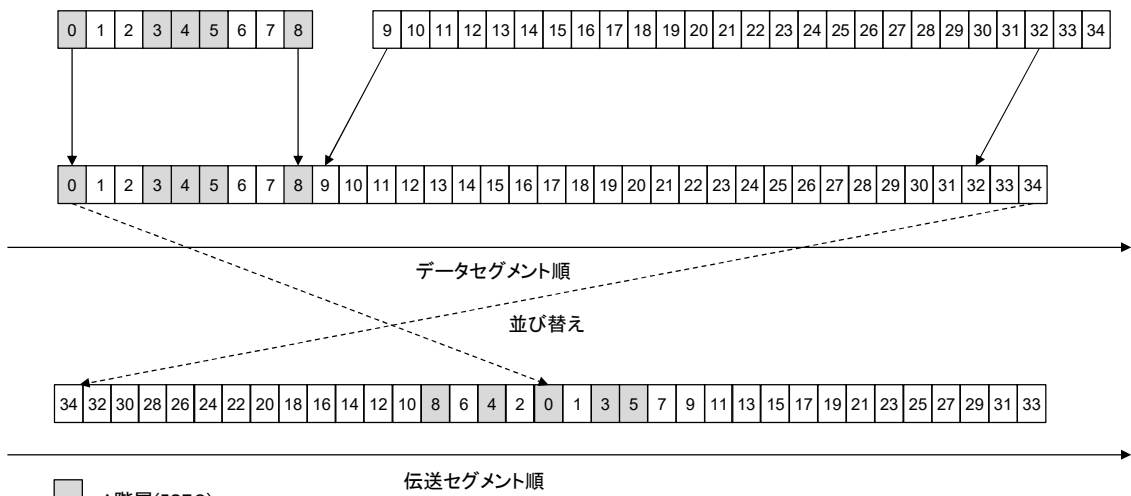 0 1 2 3 4 5 6 7 8
9 10 11 12 13 14 15 16 17 18 19 20 21 22 23 24 25 26 27 28 29 30 31 32 33 34
0 1 2 3 4 5 6 7 8 9 10 11 12 13 14 15 16 17 18 19 20 21 22 23 24 25 26 27 28 29 30 31 32 33 34
データセグメント順
並び替え
34 32 30 28 26 24 22 20 18 16 14 12 10 8 6 4 2 0 1 3 5 7 9 11 13 15 17 19 21 23 25 27 29 31 33
伝送セグメント順